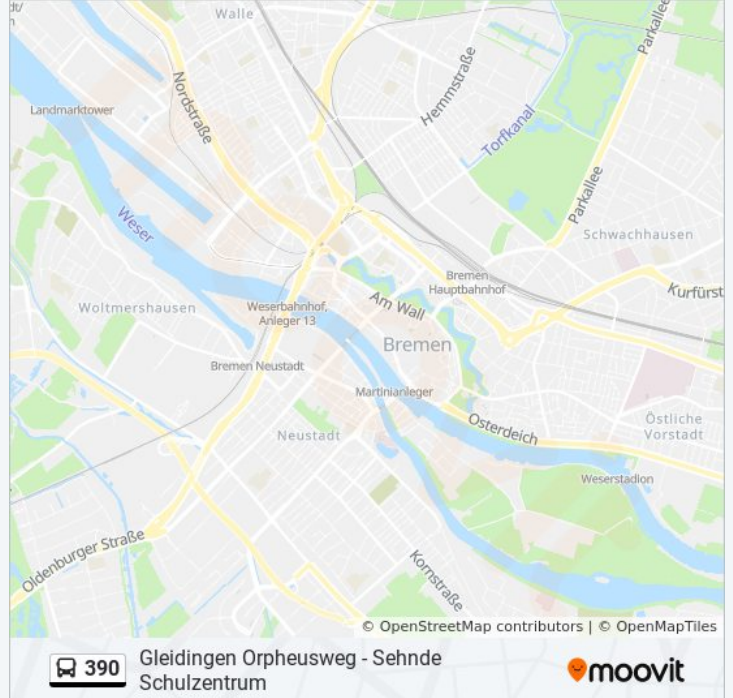 dt/
n
Walle
Parkallee
Nordstraße
Hemmstraße
Landmarktower
Torfkanal
Parkallee
Weser
Schwachhausen
Bremen
Hauptbahnhof
Kurfürst
Woltmershausen
Weserbahnhof,
Anleger 13
Am Wall
Bremen
Bremen Neustadt
Martinianleger
Neustadt
Osterdeich
Östliche
Vorstadt
Weserstadion
Oldenburger Straße
Kornstraße
© OpenStreetMap contributors | © OpenMapTiles
390
Gleidingen Orpheusweg - Sehnde
Schulzentrum
moovit